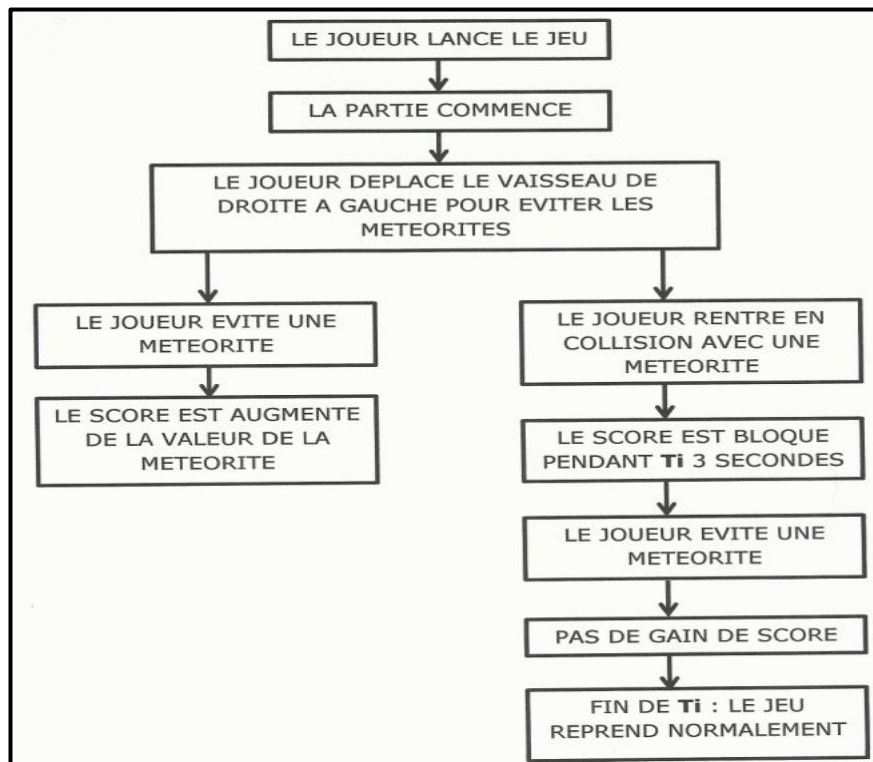 LE JOUEUR LANCE LE JEU
LA PARTIE COMMENCE
LE JOUEUR DEPLACE LE VAISSEAU DE
DROITE A GAUCHE POUR EVITER LES
METEORITES
LE JOUEUR EVITE UNE
METEORITE
LE SCORE EST AUGMENTE
DE LA VALEUR DE LA
METEORITE
LE JOUEUR RENTRE EN
COLLISION AVEC UNE
METEORITE
LE SCORE EST BLOQUE
PENDANT Ti 3 SECONDES
LE JOUEUR EVITE UNE
METEORITE
PAS DE GAIN DE SCORE
FIN DE Ti : LE JEU
REPREND NORMALEMENT